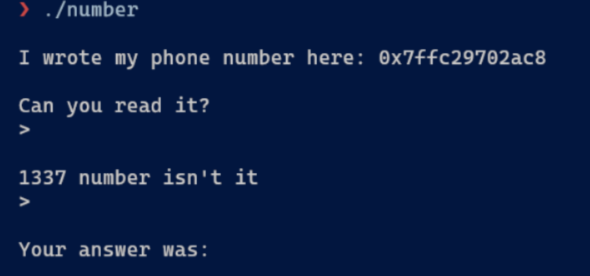 ❯ ./number
I wrote my phone number here: 0x7ffc29702ac8
Can you read it?
>
1337 number isn't it
>
Your answer was: